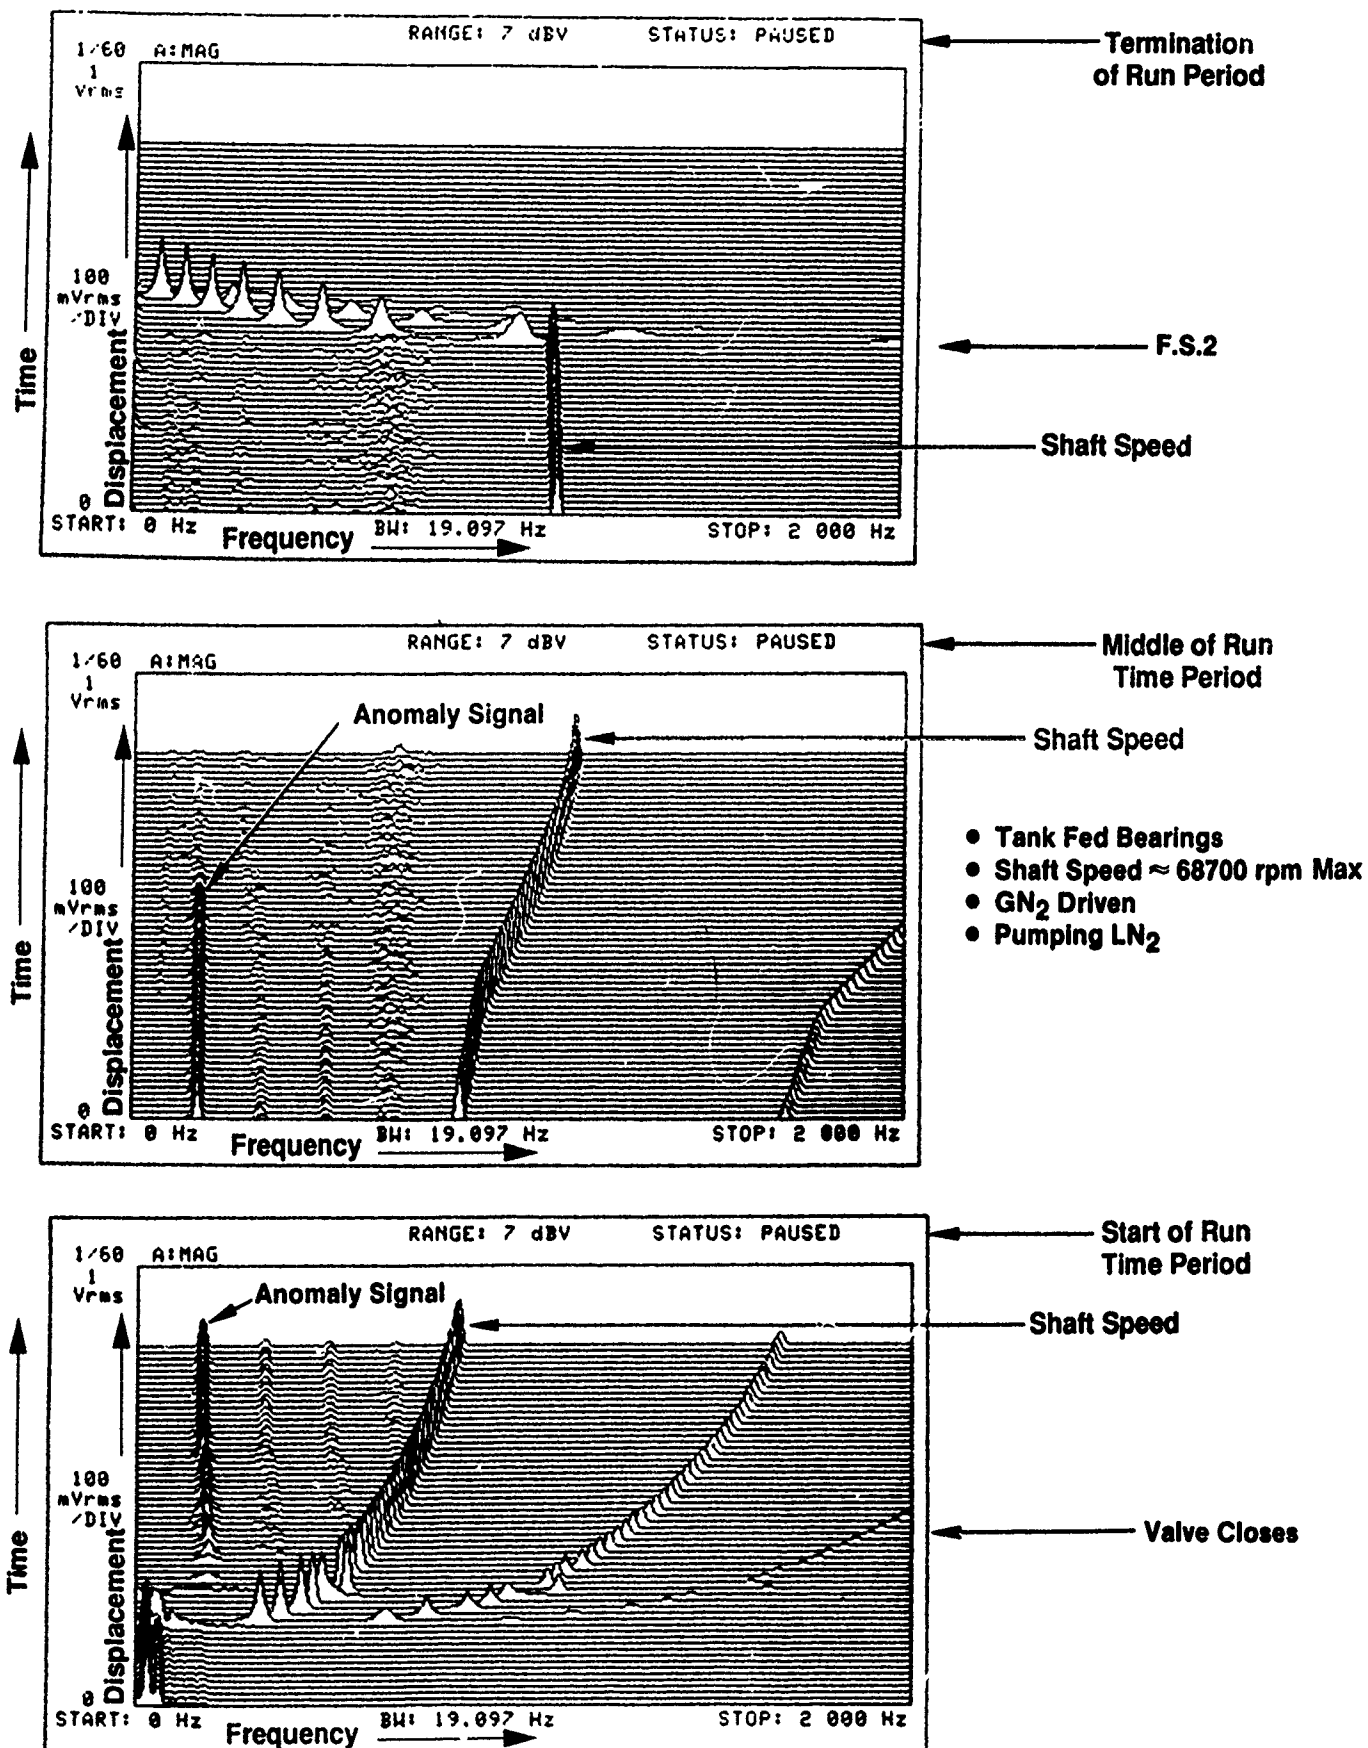 RANGE: 7 dBV STATUS: PAUSED
1/60 A:MAG
1
Vrms
Termination
of Run Period
100
mVrms
/DIV
Time
Displacement
F.S.2
Shaft Speed
0
START: 0 Hz BW: 19.097 Hz STOP: 2 000 Hz
Frequency
RANGE: 7 dBV STATUS: PAUSED
1/60 A:MAG
1
Vrms
Middle of Run
Time Period
Anomaly Signal
Shaft Speed
100
mVrms
/DIV
Time
Displacement
● Tank Fed Bearings
● Shaft Speed ≈ 68700 rpm Max
● GN2 Driven
● Pumping LN2
0
START: 0 Hz BW: 19.097 Hz STOP: 2 000 Hz
Frequency
RANGE: 7 dBV STATUS: PAUSED
1/60 A:MAG
1
Vrms
Start of Run
Time Period
Anomaly Signal
Shaft Speed
100
mVrms
/DIV
Time
Displacement
Valve Closes
0
START: 0 Hz BW: 19.097 Hz STOP: 2 000 Hz
Frequency